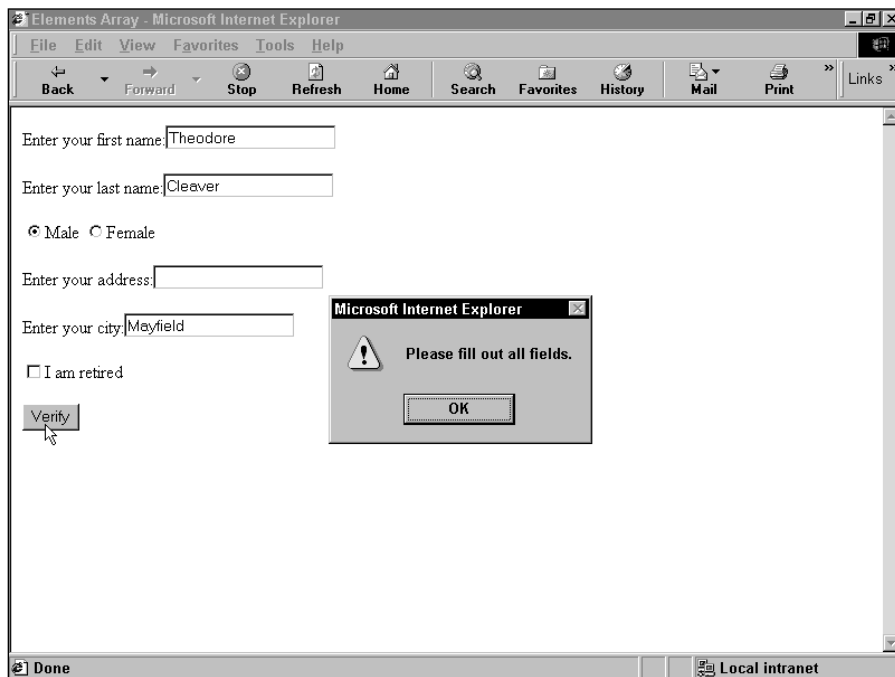 Elements Array - Microsoft Internet Explorer
File Edit View Favorites Tools Help
Back Forward Stop Refresh Home Search Favorites History Mail Print » Links »
Enter your first name: Theodore
Enter your last name: Cleaver
Male Female
Enter your address:
Enter your city: Mayfield
I am retired
Verify
Microsoft Internet Explorer
Please fill out all fields.
OK
Done Local intranet